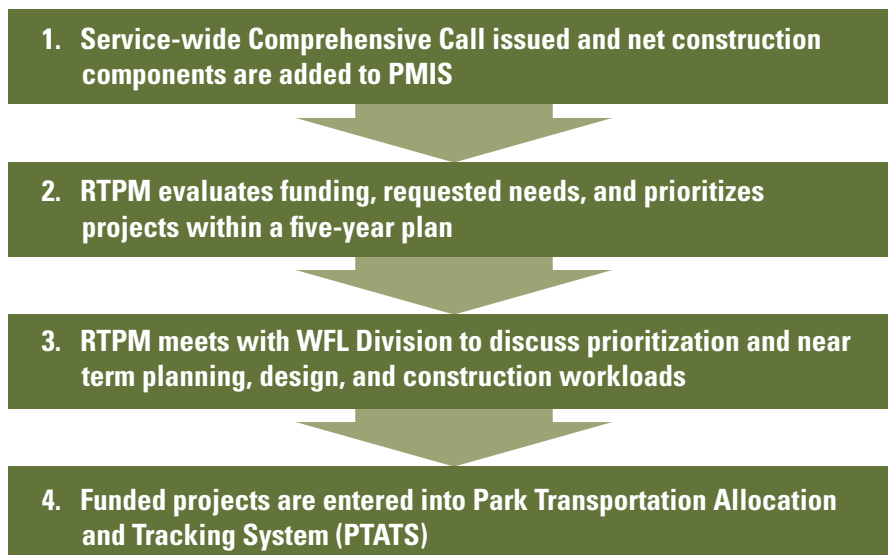 1. Service-wide Comprehensive Call issued and net construction
components are added to PMIS
2. RTPM evaluates funding, requested needs, and prioritizes
projects within a five-year plan
3. RTPM meets with WFL Division to discuss prioritization and near
term planning, design, and construction workloads
4. Funded projects are entered into Park Transportation Allocation
and Tracking System (PTATS)